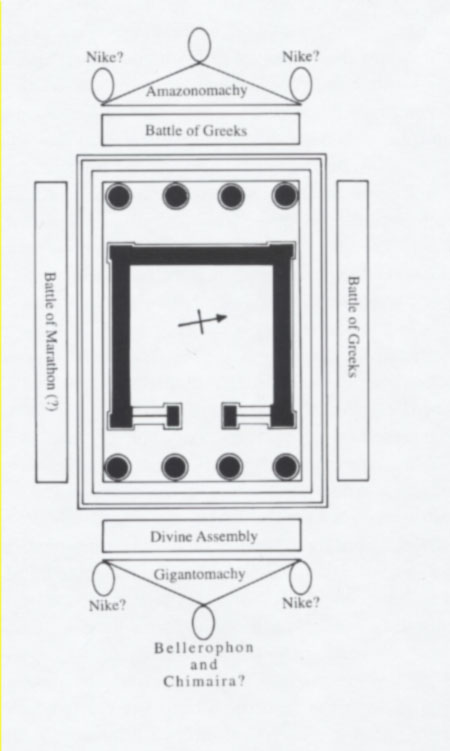 Nike?
Nike?
Amazonomachy
Battle of Greeks
Battle of Marathon (?)
Battle of Greeks
Divine Assembly
Gigantomachy
Nike?
Nike?
Bellerophon
and
Chimaira?